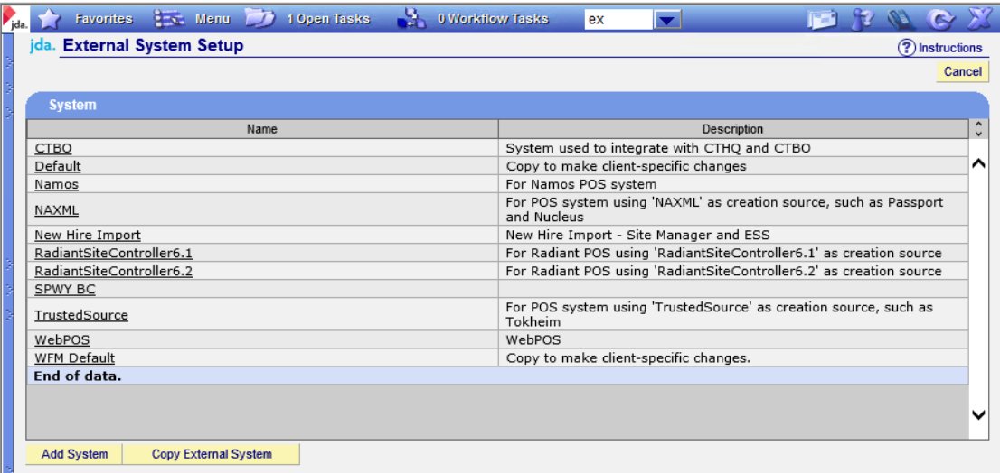 jda. Favorites Menu 1 Open Tasks 0 Workflow Tasks ex
jda. External System Setup Instructions
Cancel
System
Name Description
CTBO System used to integrate with CTHQ and CTBO
Default Copy to make client-specific changes
Namos For Namos POS system
NAXML For POS system using 'NAXML' as creation source, such as Passport
and Nucleus
New Hire Import New Hire Import - Site Manager and ESS
RadiantSiteController6.1 For Radiant POS using 'RadiantSiteController6.1' as creation source
RadiantSiteController6.2 For Radiant POS using 'RadiantSiteController6.2' as creation source
SPWY BC
TrustedSource For POS system using 'TrustedSource' as creation source, such as
Tokheim
WebPOS WebPOS
WFM Default Copy to make client-specific changes.
End of data.
Add System Copy External System